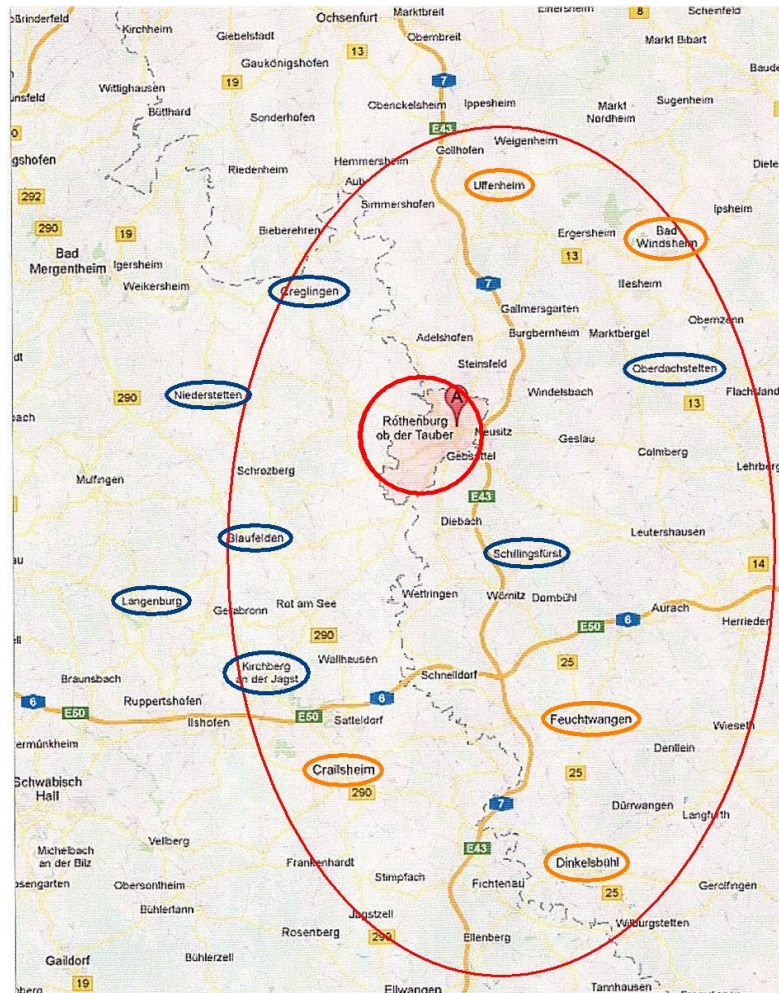 Marktbreit
Scheinfeld
8
Kirchheim
Ochsenfurt
Giebelstadt
Obernbreit
Markt Bibart
13
Gaukönigshofen
19
7
Wittighausen
Bütthard
Sonderhofen
Obenckelsheim
Ippesheim
Markt
Nordheim
Sugenheim
E43
Weigenheim
Gollhofen
Hemmersheim
Riedenheim
Aub
Uffenheim
292
Simmershofen
Ipsheim
290
19
Bieberehren
Ergersheim
Bad
Windsheim
13
Bad
Mergentheim
Igersheim
Weikersheim
Creglingen
7
Illesheim
Gallmersgarten
Obernzenn
Adelshofen
Burgbernheim
Marktbergel
Steinsfeld
Oberdachstetten
290
Niederstetten
Windelsbach
13
A
Rothenburg
ob der Tauber
Neusitz
Geslau
Gebsattel
Colmberg
Lehrberg
Schrozberg
Mulfingen
E43
Diebach
Leutershausen
Blaufelden
Schillingsfürst
14
Langenburg
Gerabronn
Rot am See
Wettringen
Wörnitz
Dombühl
Aurach
6
E50
Herrieden
290
Wallhausen
Kirchberg
an der Jagst
25
Schnelldorf
Braunsbach
Ruppertshofen
6
6
E50
Ilshofen
E50
Satteldorf
Feuchtwangen
Wieseth
Dentlein
Crailsheim
25
290
Schwäbisch
Hall
7
Dürrwangen
Langfurth
Vellberg
E43
Michelbach
an der Bilz
Frankenhardt
Dinkelsbühl
Stimpfach
Fichtenau
Gerolfingen
Obersontheim
25
Bühlertann
Jagstzell
Wilburgstetten
Rosenberg
290
Ellenberg
Bühlerzell
Gaildorf
19
Ellwangen
Tannhausen